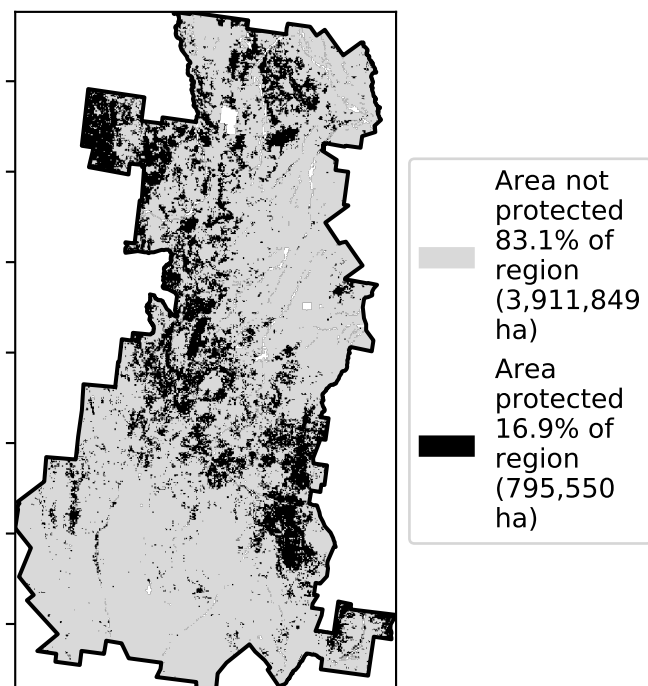 Area not
protected
83.1% of
region
(3,911,849
ha)
Area
protected
16.9% of
region
(795,550
ha)